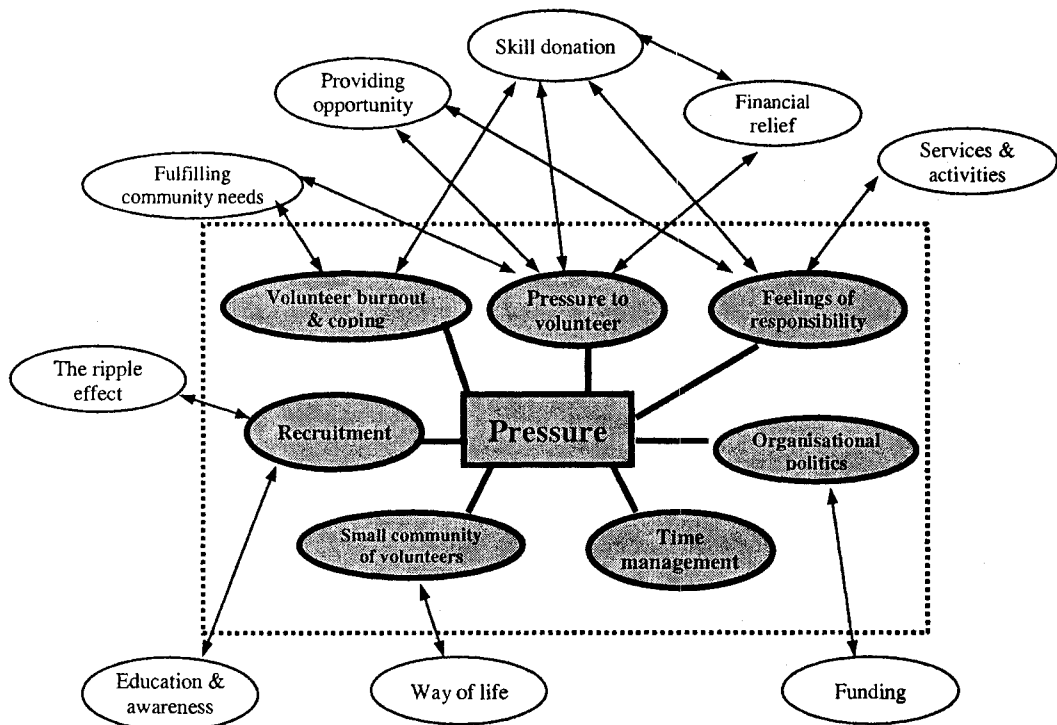 Skill donation
Providing
opportunity
Financial
relief
Services &
activities
Fulfilling
community needs
Volunteer burnout
& coping
Pressure to
volunteer
Feelings of
responsibility
The ripple
effect
Recruitment
Pressure
Organisational
politics
Small community
of volunteers
Time
management
Education &
awareness
Way of life
Funding